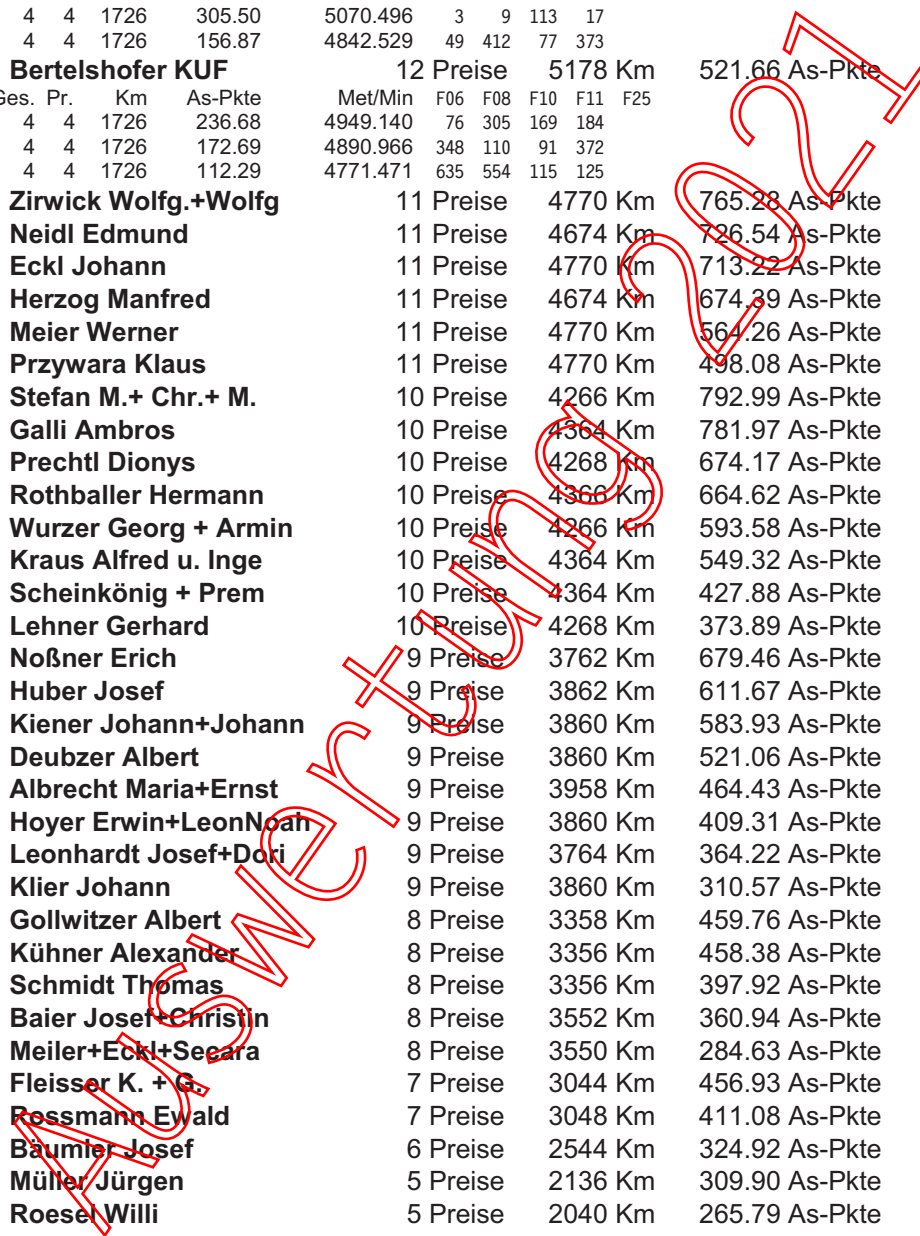 4 4 1726 305.50 5070.496 3 9 113 17
4 4 1726 156.87 4842.529 49 412 77 373
Bertelshofer KUF 12 Preise 5178 Km 521.66 As-Pkte
Ges. Pr. Km As-Pkte Met/Min F06 F08 F10 F11 F25
4 4 1726 236.68 4949.140 76 305 169 184
4 4 1726 172.69 4890.966 348 110 91 372
4 4 1726 112.29 4771.471 635 554 115 125
Zirwick Wolfg.+Wolfg 11 Preise 4770 Km 765.28 As-Pkte
Neidl Edmund 11 Preise 4674 Km 726.54 As-Pkte
Eckl Johann 11 Preise 4770 Km 713.22 As-Pkte
Herzog Manfred 11 Preise 4674 Km 674.39 As-Pkte
Meier Werner 11 Preise 4770 Km 564.26 As-Pkte
Przywara Klaus 11 Preise 4770 Km 498.08 As-Pkte
Stefan M.+ Chr.+ M. 10 Preise 4266 Km 792.99 As-Pkte
Galli Ambros 10 Preise 4364 Km 781.97 As-Pkte
Prechtl Dionys 10 Preise 4268 Km 674.17 As-Pkte
Rothballer Hermann 10 Preise 4366 Km 664.62 As-Pkte
Wurzer Georg + Armin 10 Preise 4266 Km 593.58 As-Pkte
Kraus Alfred u. Inge 10 Preise 4364 Km 549.32 As-Pkte
Scheinkönig + Prem 10 Preise 4364 Km 427.88 As-Pkte
Lehner Gerhard 10 Preise 4268 Km 373.89 As-Pkte
Noßner Erich 9 Preise 3762 Km 679.46 As-Pkte
Huber Josef 9 Preise 3862 Km 611.67 As-Pkte
Kiener Johann+Johann 9 Preise 3860 Km 583.93 As-Pkte
Deubzer Albert 9 Preise 3860 Km 521.06 As-Pkte
Albrecht Maria+Ernst 9 Preise 3958 Km 464.43 As-Pkte
Hoyer Erwin+LeonNoah 9 Preise 3860 Km 409.31 As-Pkte
Leonhardt Josef+Dori 9 Preise 3764 Km 364.22 As-Pkte
Klier Johann 9 Preise 3860 Km 310.57 As-Pkte
Gollwitzer Albert 8 Preise 3358 Km 459.76 As-Pkte
Kühner Alexander 8 Preise 3356 Km 458.38 As-Pkte
Schmidt Thomas 8 Preise 3356 Km 397.92 As-Pkte
Baier Josef+Christin 8 Preise 3552 Km 360.94 As-Pkte
Meiler+Eckl+Secara 8 Preise 3550 Km 284.63 As-Pkte
Fleisser K. + G. 7 Preise 3044 Km 456.93 As-Pkte
Rossmann Ewald 7 Preise 3048 Km 411.08 As-Pkte
Bäumler Josef 6 Preise 2544 Km 324.92 As-Pkte
Müller Jürgen 5 Preise 2136 Km 309.90 As-Pkte
Roesel Willi 5 Preise 2040 Km 265.79 As-Pkte
Auswertung 2021